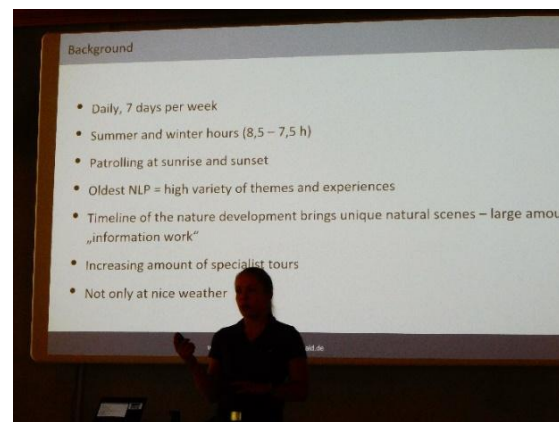 Background
• Daily, 7 days per week
• Summer and winter hours (8,5 – 7,5 h)
• Patrolling at sunrise and sunset
• Oldest NLP = high variety of themes and experiences
• Timeline of the nature development brings unique natural scenes – large amou
„information work“
• Increasing amount of specialist tours
• Not only at nice weather